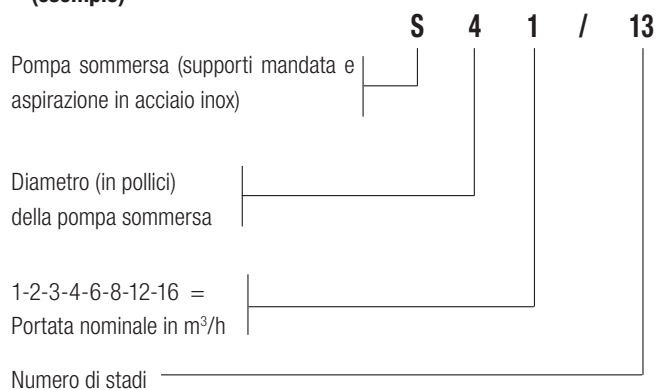 (esempio)
S 4 1 / 13
Pompa sommersa (supporti mandata e
aspirazione in acciaio inox)
Diametro (in pollici)
della pompa sommersa
1-2-3-4-6-8-12-16 =
Portata nominale in m³/h
Numero di stadi